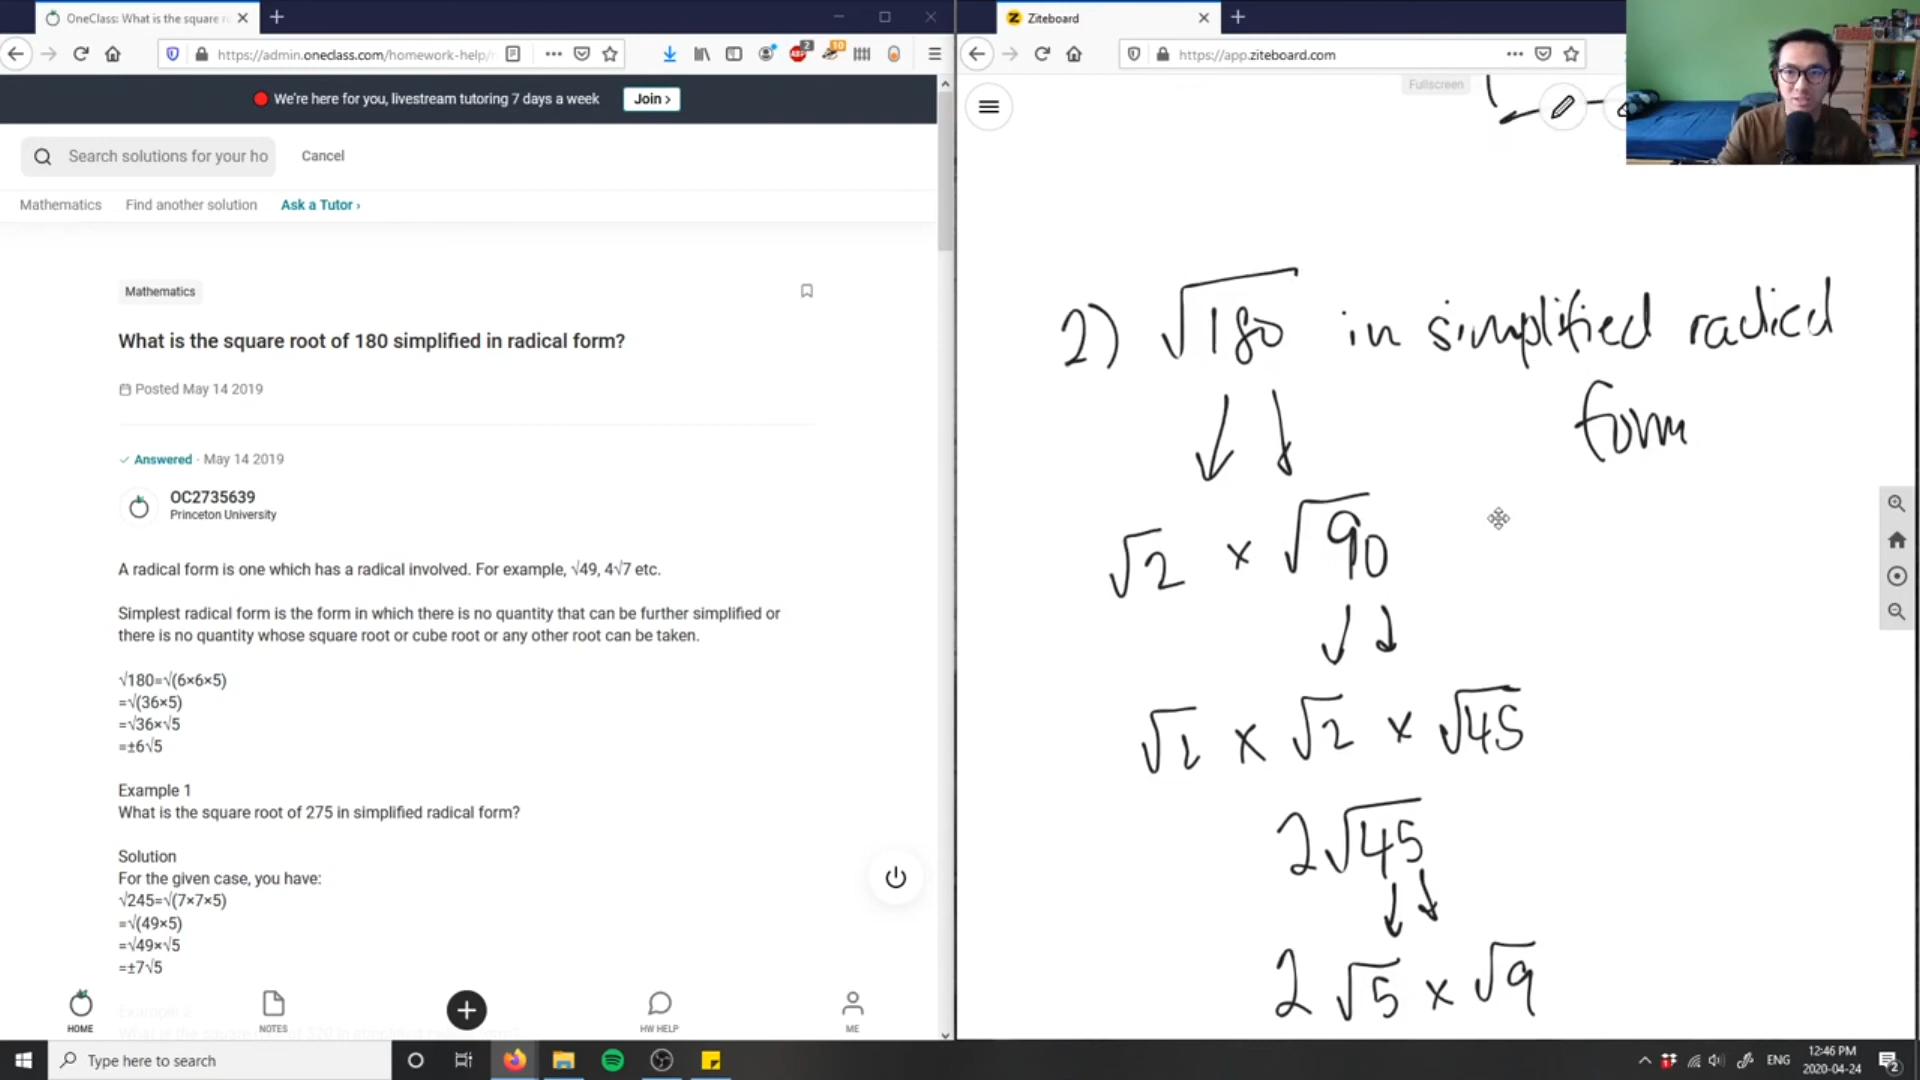 OneClass: What is the square r
https://admin.oneclass.com/homework-help/
2
10
We're here for you, livestream tutoring 7 days a week
Join ›
Search solutions for your ho
Cancel
Mathematics
Find another solution
Ask a Tutor ›
Mathematics
What is the square root of 180 simplified in radical form?
Posted May 14 2019
Answered · May 14 2019
OC2735639
Princeton University
A radical form is one which has a radical involved. For example, √49, 4√7 etc.
Simplest radical form is the form in which there is no quantity that can be further simplified or
there is no quantity whose square root or cube root or any other root can be taken.
√180=√(6×6×5)
=√(36×5)
=√36×√5
=±6√5
Example 1
What is the square root of 275 in simplified radical form?
Solution
For the given case, you have:
√245=√(7×7×5)
=√(49×5)
=√49×√5
=±7√5
Example 2
HOME
NOTES
HW HELP
ME
Ziteboard
https://app.ziteboard.com
Fullscreen
2) √180 in simplified radical
form
√2 × √90
√2 × √2 × √45
2√45
2 √5 × √9
Type here to search
ENG
12:46 PM
2020-04-24
2